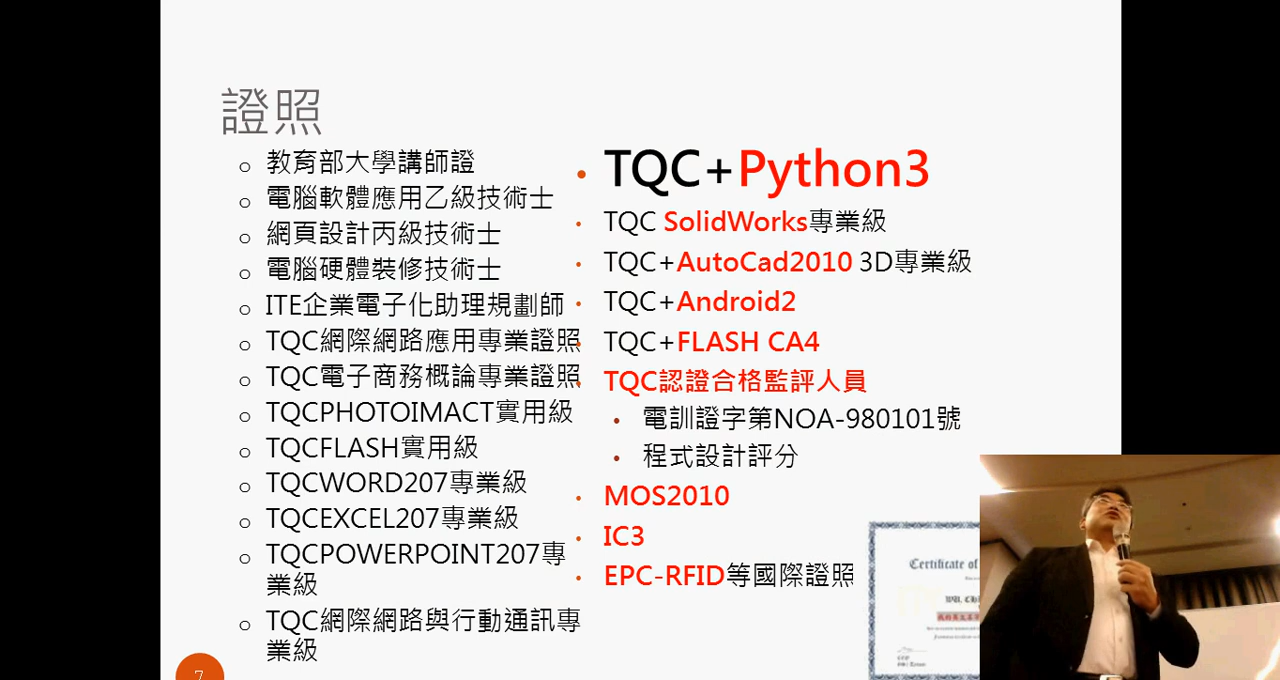 證照
教育部大學講師證
電腦軟體應用乙級技術士
網頁設計丙級技術士
電腦硬體裝修技術士
ITE企業電子化助理規劃師
TQC網際網路應用專業證照
TQC電子商務概論專業證照
TQCPHOTOIMACT實用級
TQCFLASH實用級
TQCWORD207專業級
TQCEXCEL207專業級
TQCPOWERPOINT207專
業級
TQC網際網路與行動通訊專
業級
TQC+Python3
TQC SolidWorks專業級
TQC+AutoCad2010 3D專業級
TQC+Android2
TQC+FLASH CA4
TQC認證合格監評人員
電訓證字第NOA-980101號
程式設計評分
MOS2010
IC3
EPC-RFID等國際證照
Certificate of
WU, CH
7